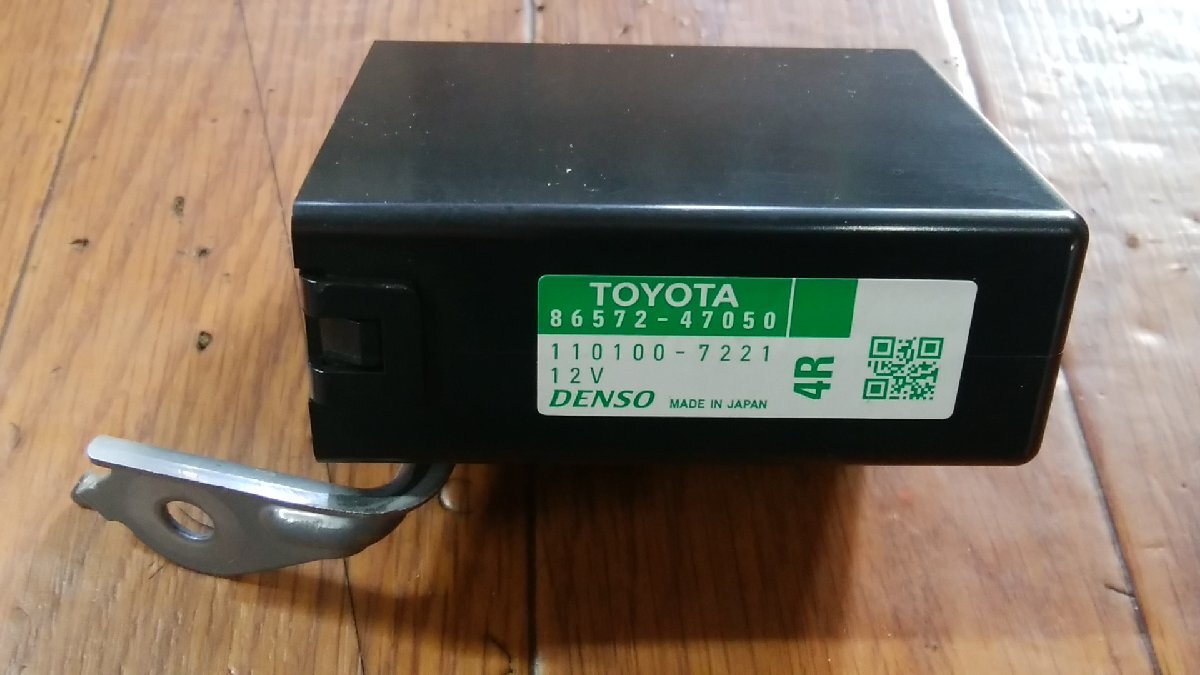 TOYOTA
86572-47050
110100-7221
12V
4R
DENSO MADE IN JAPAN